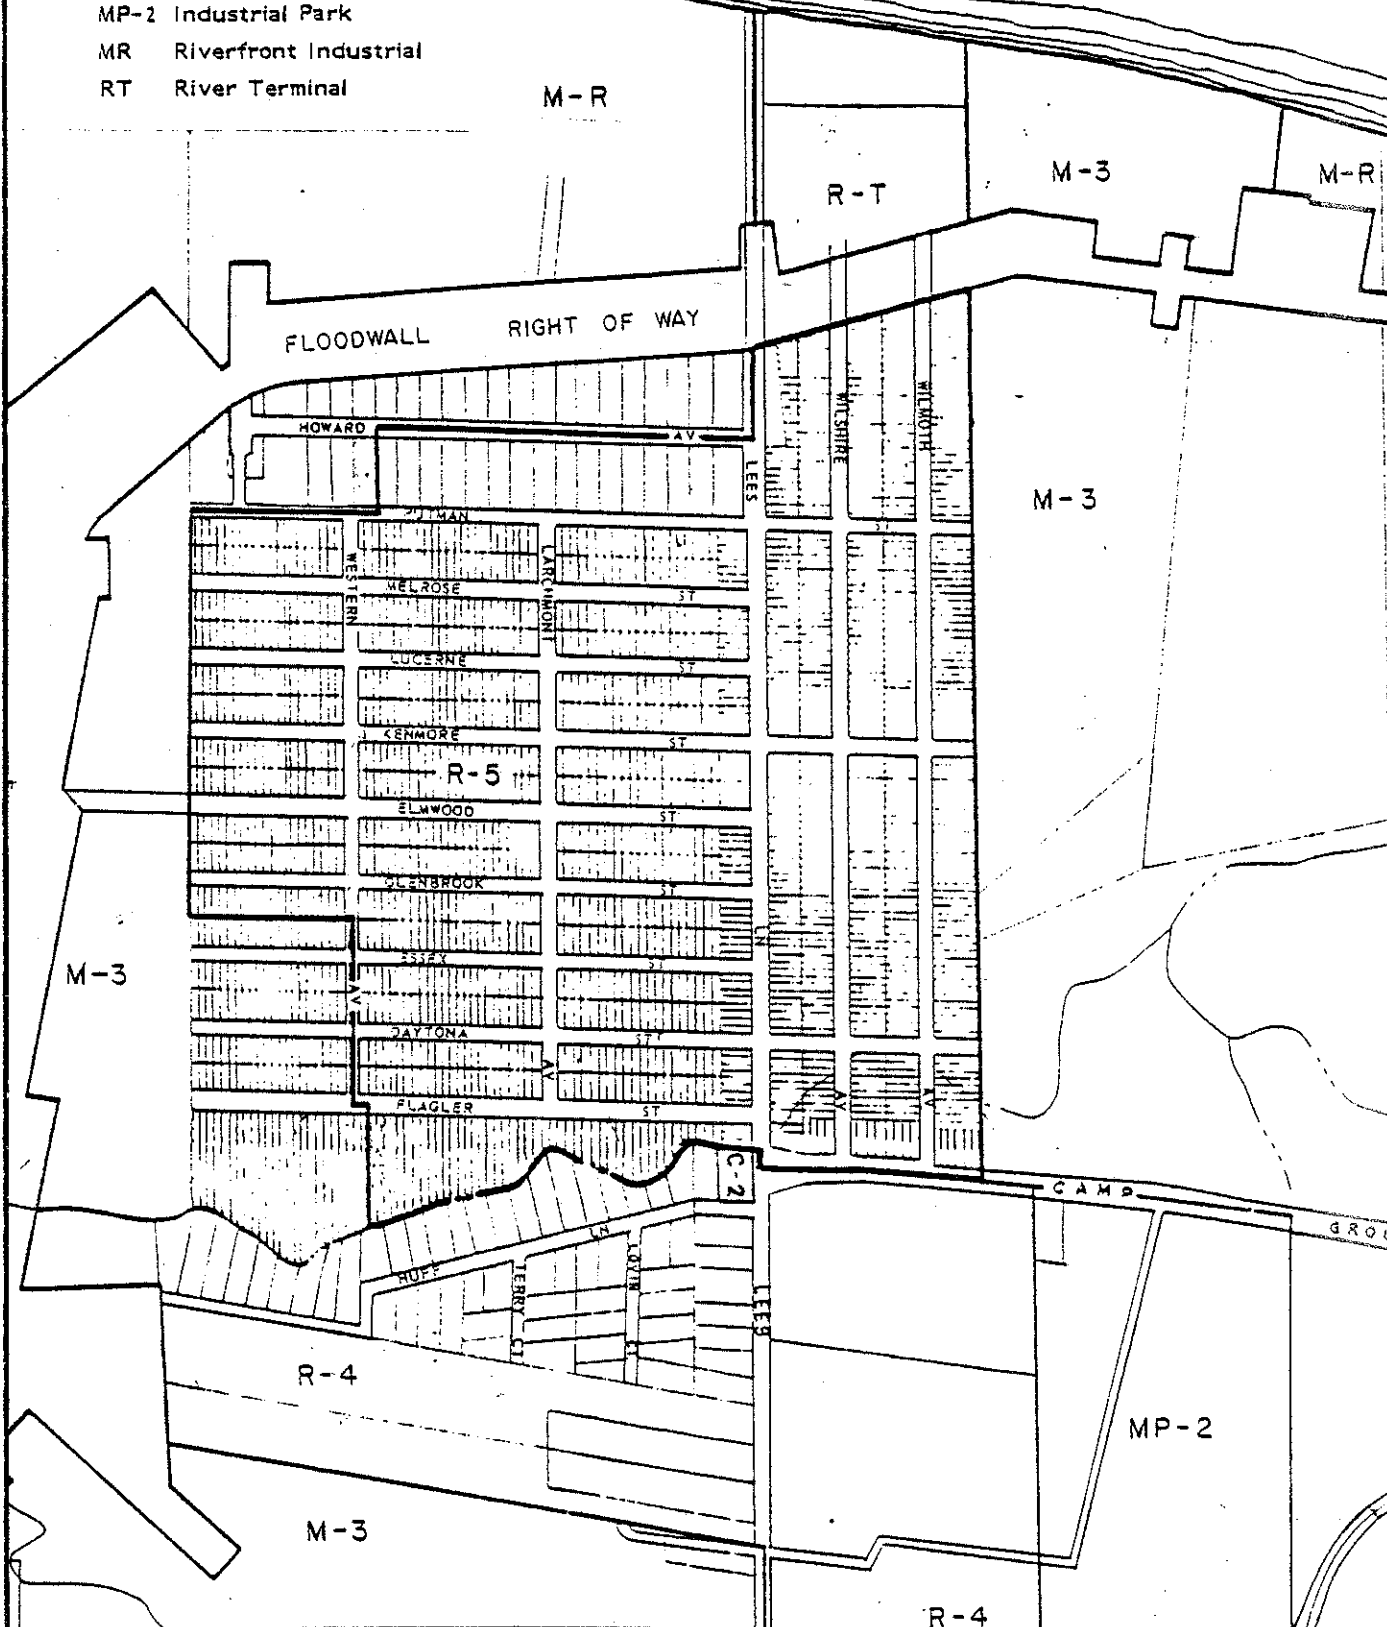 MP-2 Industrial Park
MR Riverfront Industrial
RT River Terminal
M-R
M-3
M-R
R-T
FLOODWALL RIGHT OF WAY
WILSHIRE
WILMOTH
HOWARD AV
LEES
M-3
ST
WESTERN
LARCHMONT
MELROSE ST
LUCERNE ST
KENMORE ST
R-5
ELMWOOD ST
GLENBROOK ST
LN
ESSEX ST
M-3
AV
DAYTONA ST
AV
AV
AV
FLAGLER ST
C-2
CAMP
HUFF LN
LOVIN CT
TERRY CT
LEES
R-4
MP-2
M-3
R-4